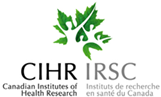 CIHR IRSC
Canadian Institutes of Health Research
Instituts de recherche en santé du Canada